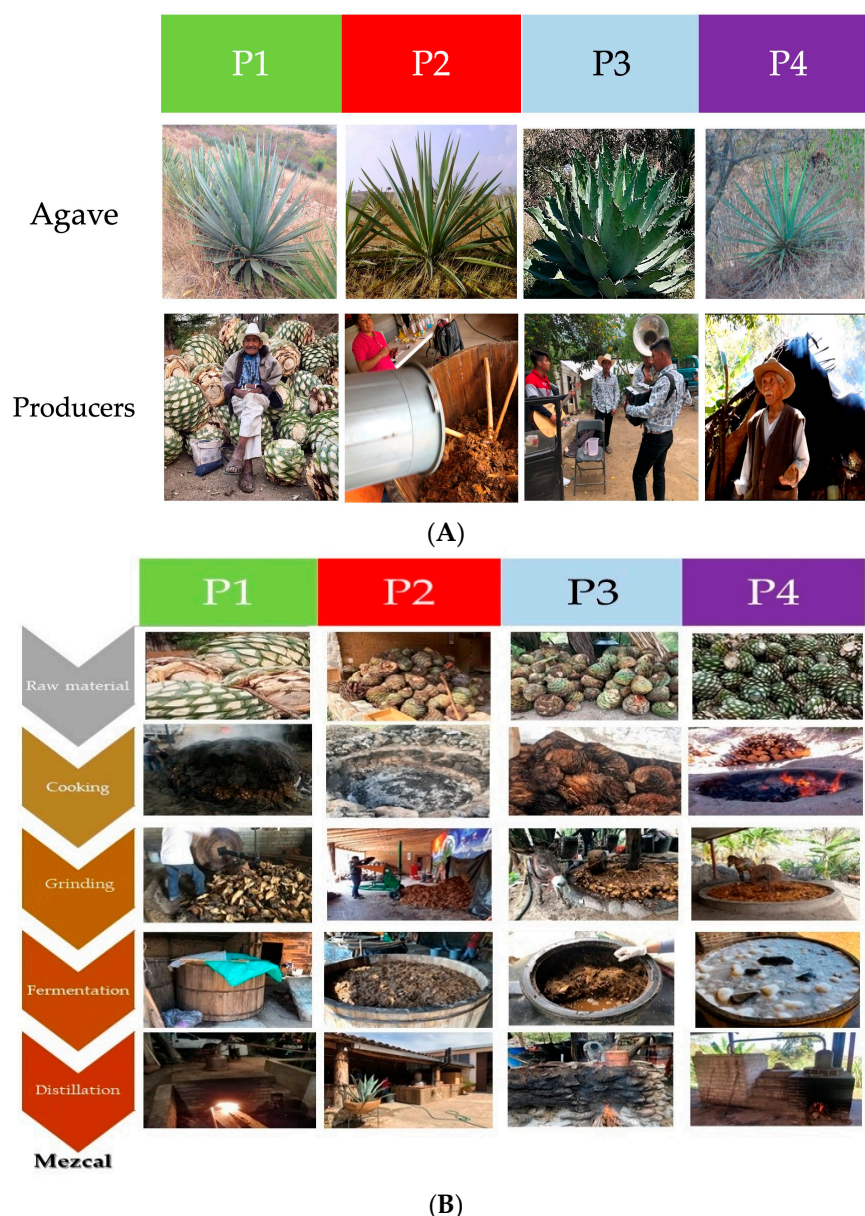 P1 P2 P3 P4
Agave
Producers
(A)
P1 P2 P3 P4
Raw material
Cooking
Grinding
Fermentation
Distillation
Mezcal
(B)